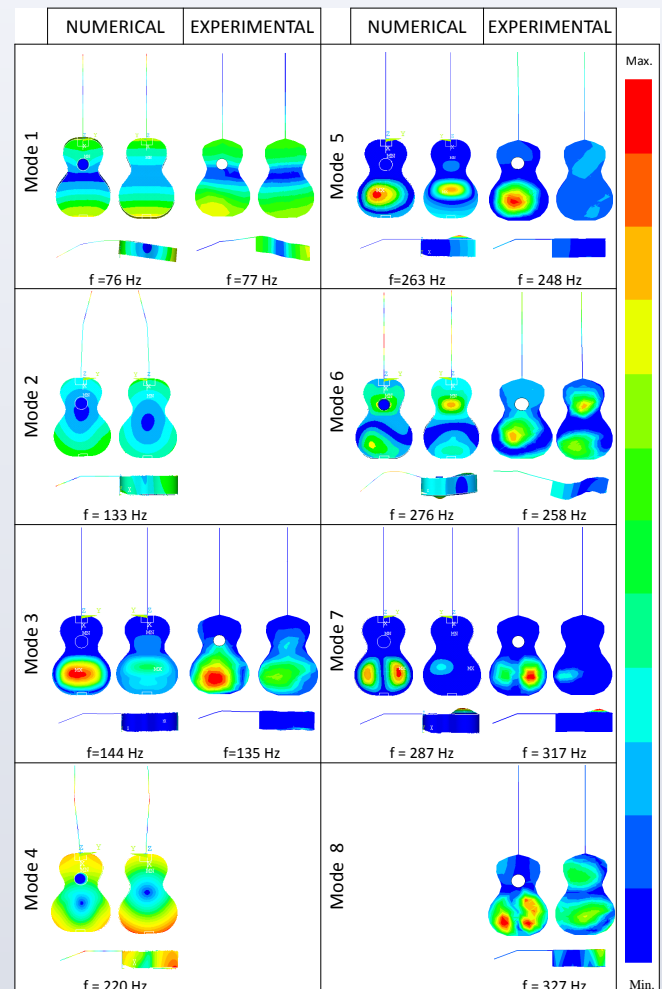 NUMERICAL EXPERIMENTAL NUMERICAL EXPERIMENTAL
Max.
Mode 1
f =76 Hz
f =77 Hz
Mode 5
f=263 Hz
f = 248 Hz
Mode 2
f = 133 Hz
Mode 6
f = 276 Hz
f = 258 Hz
Mode 3
f=144 Hz
f=135 Hz
Mode 7
f = 287 Hz
f = 317 Hz
Mode 4
f = 220 Hz
Mode 8
f = 327 Hz
Min.